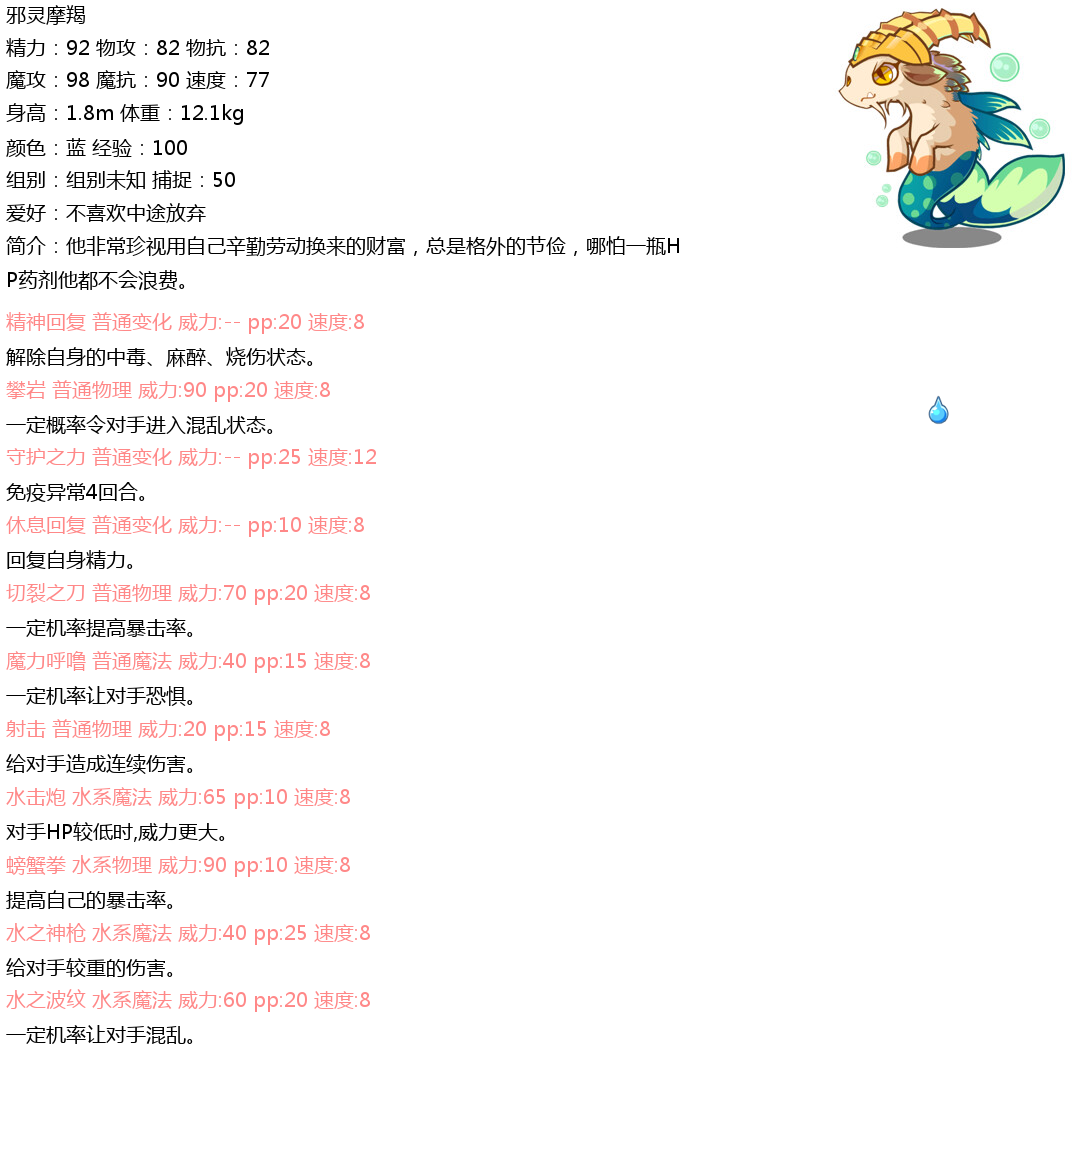 邪灵摩羯
精力：92 物攻：82 物抗：82
魔攻：98 魔抗：90 速度：77
身高：1.8m 体重：12.1kg
颜色：蓝 经验：100
组别：组别未知 捕捉：50
爱好：不喜欢中途放弃
简介：他非常珍视用自己辛勤劳动换来的财富，总是格外的节俭，哪怕一瓶H
P药剂他都不会浪费。
精神回复 普通变化 威力:-- pp:20 速度:8
解除自身的中毒、麻醉、烧伤状态。
攀岩 普通物理 威力:90 pp:20 速度:8
一定概率令对手进入混乱状态。
守护之力 普通变化 威力:-- pp:25 速度:12
免疫异常4回合。
休息回复 普通变化 威力:-- pp:10 速度:8
回复自身精力。
切裂之刀 普通物理 威力:70 pp:20 速度:8
一定机率提高暴击率。
魔力呼噜 普通魔法 威力:40 pp:15 速度:8
一定机率让对手恐惧。
射击 普通物理 威力:20 pp:15 速度:8
给对手造成连续伤害。
水击炮 水系魔法 威力:65 pp:10 速度:8
对手HP较低时,威力更大。
螃蟹拳 水系物理 威力:90 pp:10 速度:8
提高自己的暴击率。
水之神枪 水系魔法 威力:40 pp:25 速度:8
给对手较重的伤害。
水之波纹 水系魔法 威力:60 pp:20 速度:8
一定机率让对手混乱。